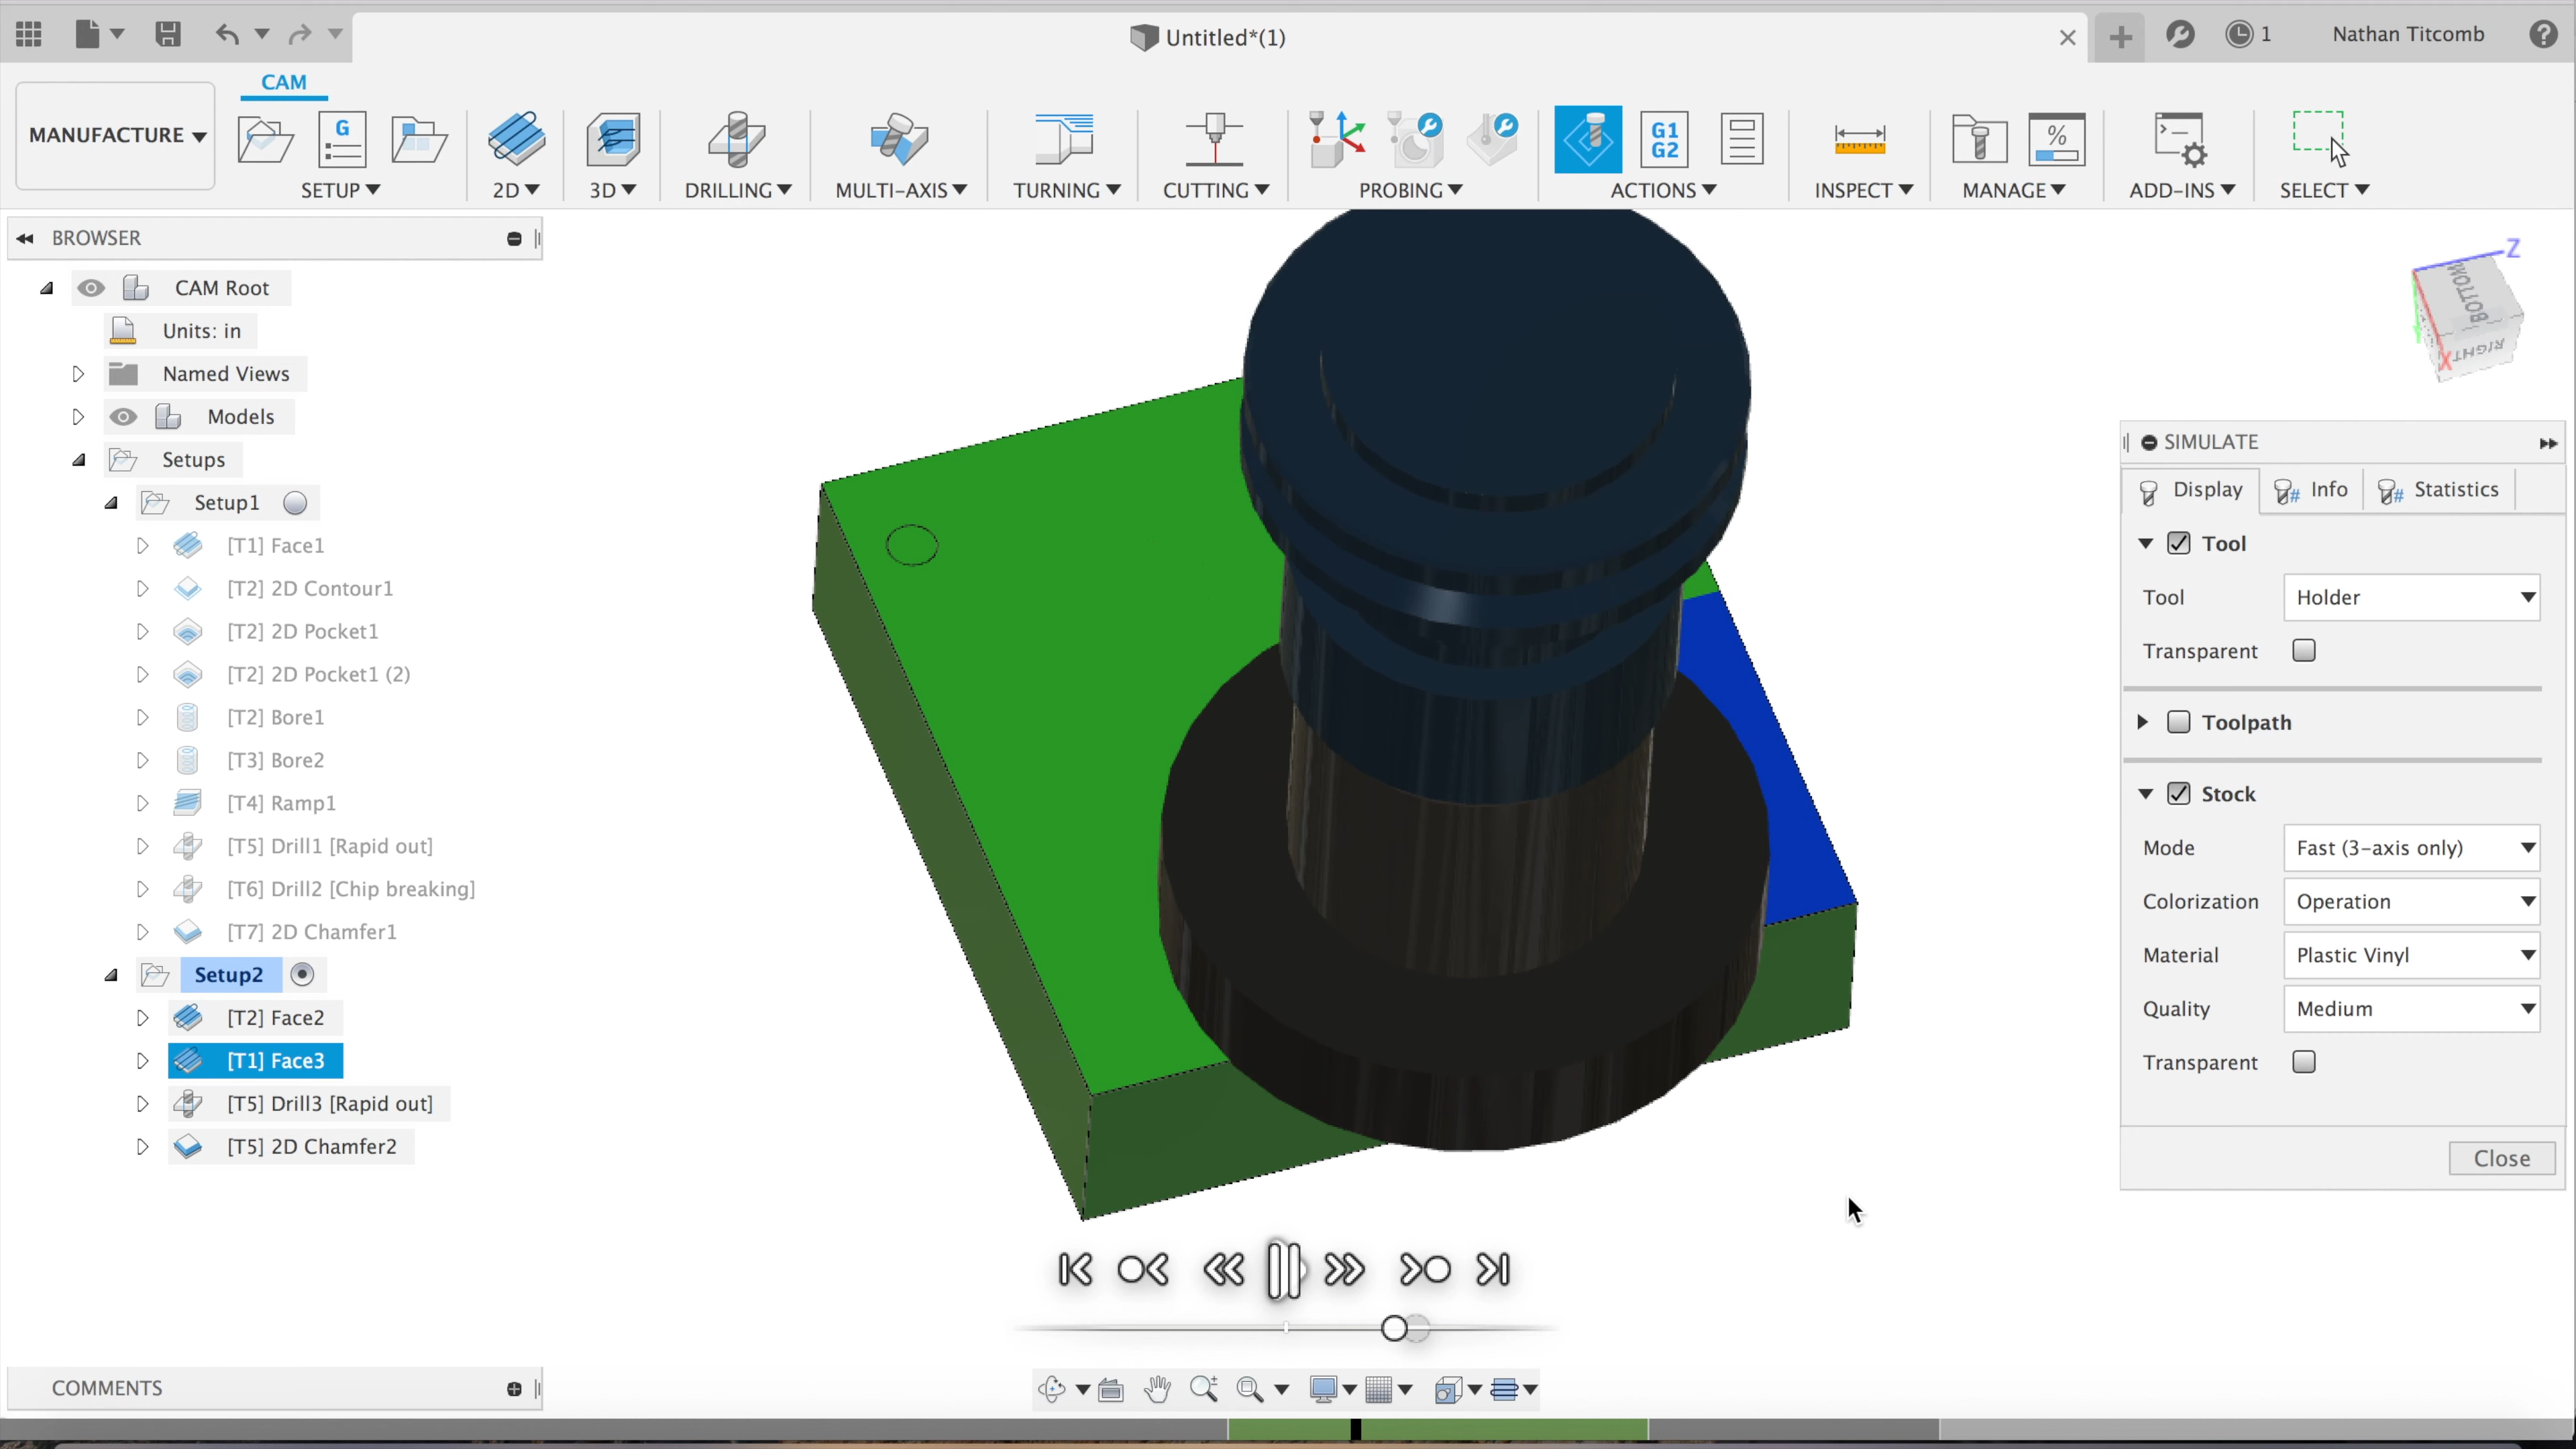 Untitled*(1)
1
Nathan Titcomb
?
MANUFACTURE
CAM
G
G1
G2
%
SETUP
2D
3D
DRILLING
MULTI-AXIS
TURNING
CUTTING
PROBING
ACTIONS
INSPECT
MANAGE
ADD-INS
SELECT
BROWSER
CAM Root
Units: in
Named Views
Models
Setups
Setup1
[T1] Face1
[T2] 2D Contour1
[T2] 2D Pocket1
[T2] 2D Pocket1 (2)
[T2] Bore1
[T3] Bore2
[T4] Ramp1
[T5] Drill1 [Rapid out]
[T6] Drill2 [Chip breaking]
[T7] 2D Chamfer1
Setup2
[T2] Face2
[T1] Face3
[T5] Drill3 [Rapid out]
[T5] 2D Chamfer2
Z
BOTTOM
RIGHT
X
SIMULATE
Display
# Info
# Statistics
Tool
Tool Holder
Transparent
Toolpath
Stock
Mode Fast (3-axis only)
Colorization Operation
Material Plastic Vinyl
Quality Medium
Transparent
Close
COMMENTS